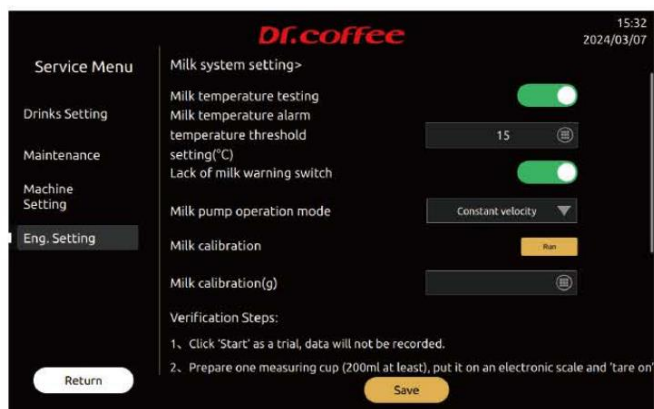 Dr.coffee
15:32
2024/03/07
Service Menu
Drinks Setting
Maintenance
Machine
Setting
Eng. Setting
Return
Milk system setting>
Milk temperature testing
Milk temperature alarm
temperature threshold
setting(°C)
15
Lack of milk warning switch
Milk pump operation mode
Constant velocity
Milk calibration
Run
Milk calibration(g)
Verification Steps:
1、Click 'Start' as a trial, data will not be recorded.
2、Prepare one measuring cup (200ml at least), put it on an electronic scale and 'tare on'
Save